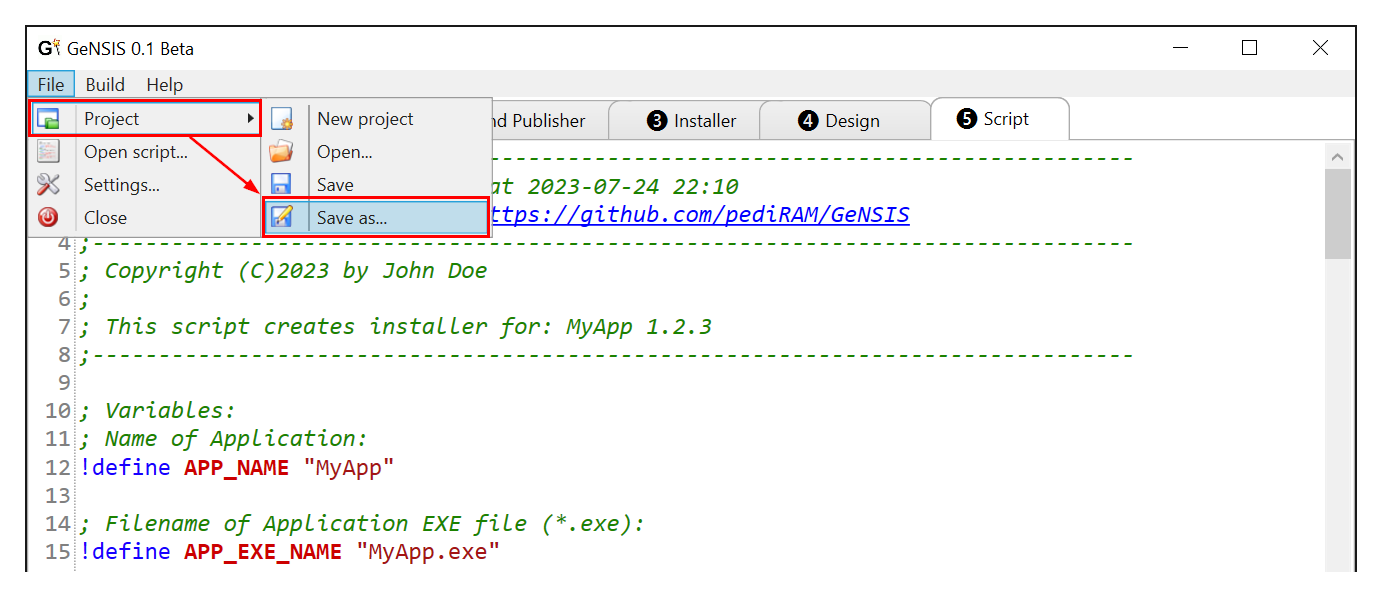 G GeNSIS 0.1 Beta
File Build Help
Project
Open script...
Settings...
Close
New project
Open...
Save
Save as...
Publisher
3 Installer
4 Design
5 Script
;-------------------------------------------------------------------------------
at 2023-07-24 22:10
https://github.com/pediRAM/GeNSIS
4 ;-------------------------------------------------------------------------------
5 ; Copyright (C)2023 by John Doe
6 ;
7 ; This script creates installer for: MyApp 1.2.3
8 ;-------------------------------------------------------------------------------
9
10 ; Variables:
11 ; Name of Application:
12 !define APP_NAME "MyApp"
13
14 ; Filename of Application EXE file (*.exe):
15 !define APP_EXE_NAME "MyApp.exe"